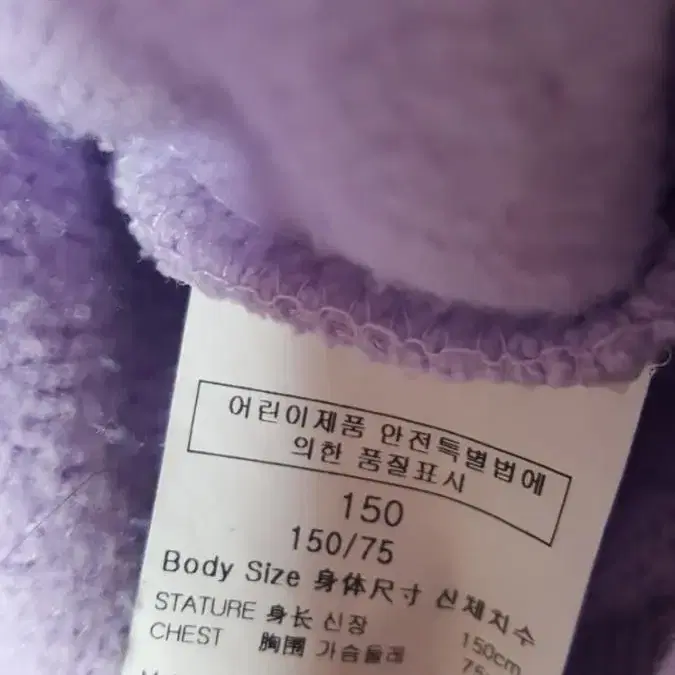 어린이제품 안전특별법에
의한 품질표시
150
150/75
Body Size 身体尺寸 신체치수
STATURE 身长 신장 150cm
CHEST 胸围 가슴둘레